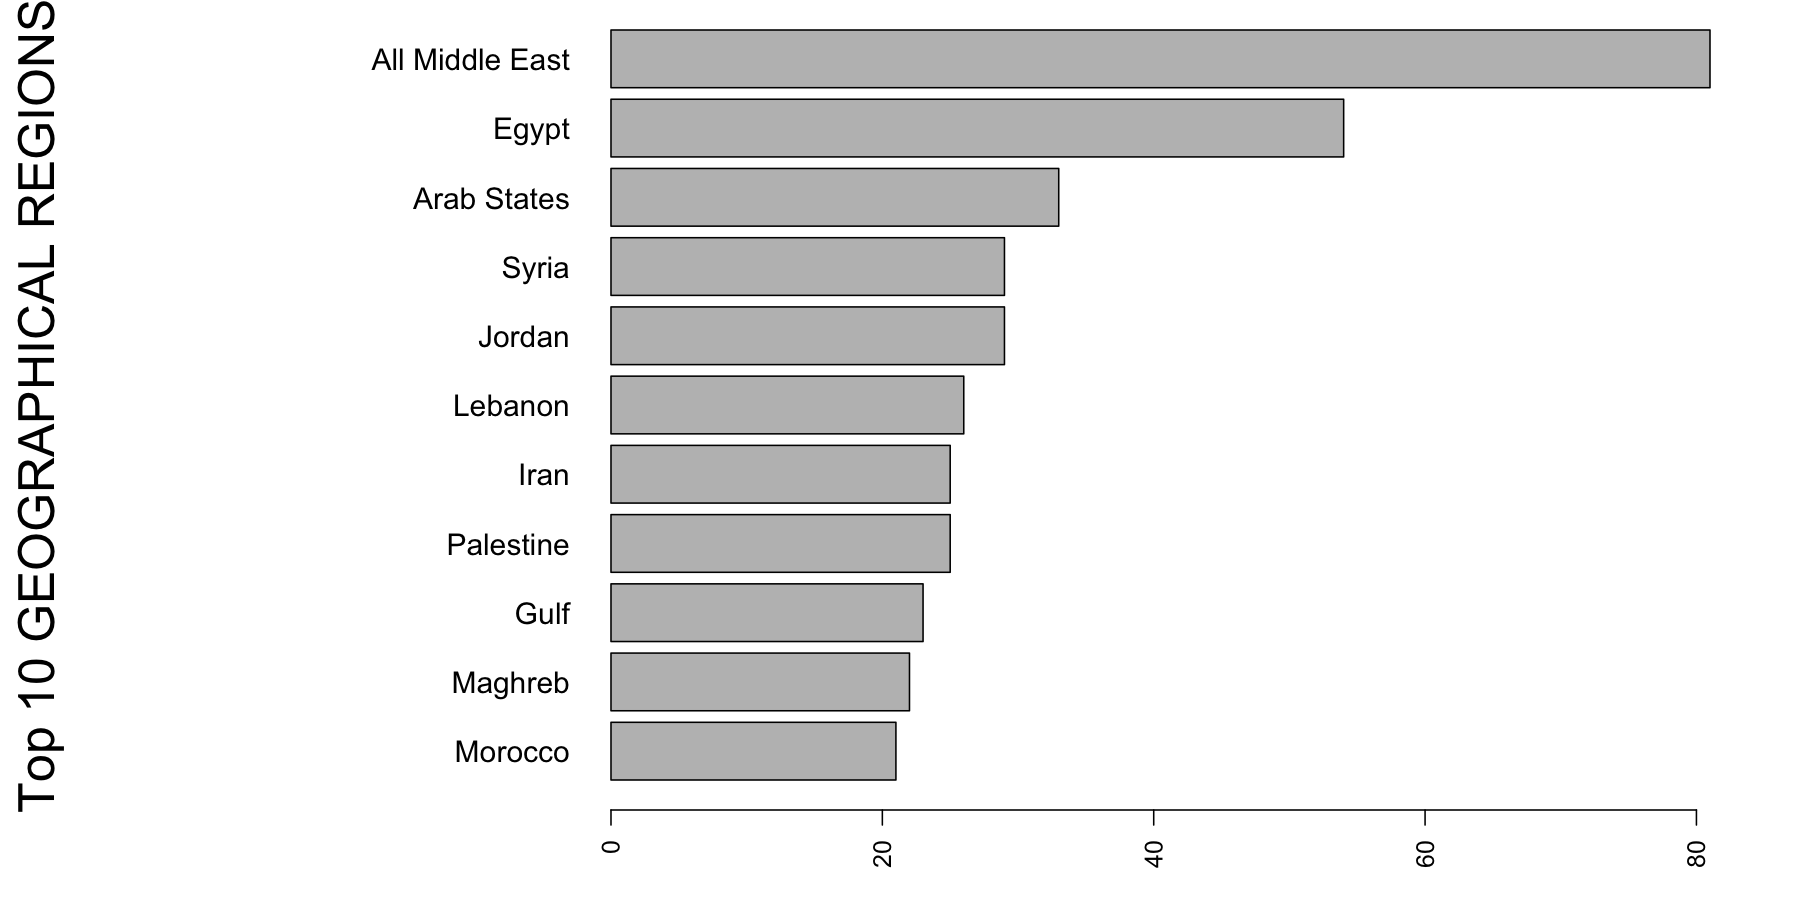 Top 10 GEOGRAPHICAL REGIONS
All Middle East
Egypt
Arab States
Syria
Jordan
Lebanon
Iran
Palestine
Gulf
Maghreb
Morocco
0
20
40
60
80